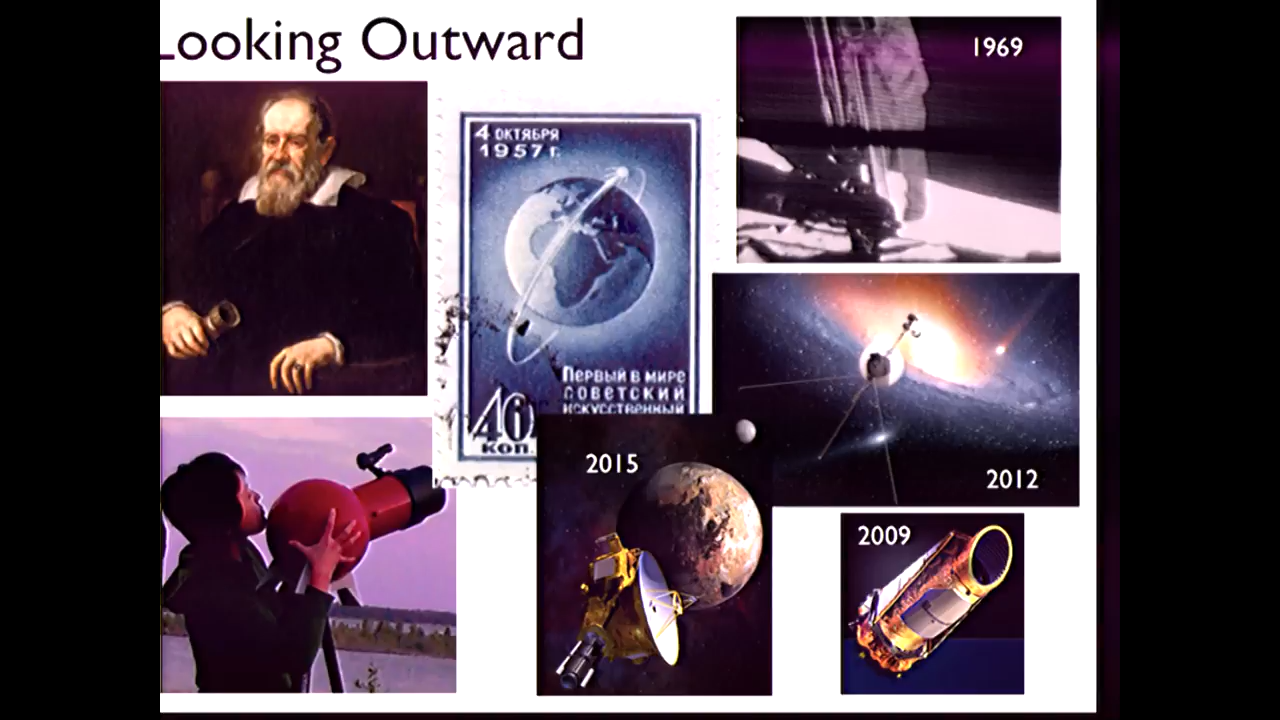 Looking Outward
1969
4 ОКТЯБРЯ
1957 г.
ПЕРВЫЙ В МИРЕ
СОВЕТСКИЙ
ИСКУССТВЕННЫЙ
40
КОП.
2015
2012
2009